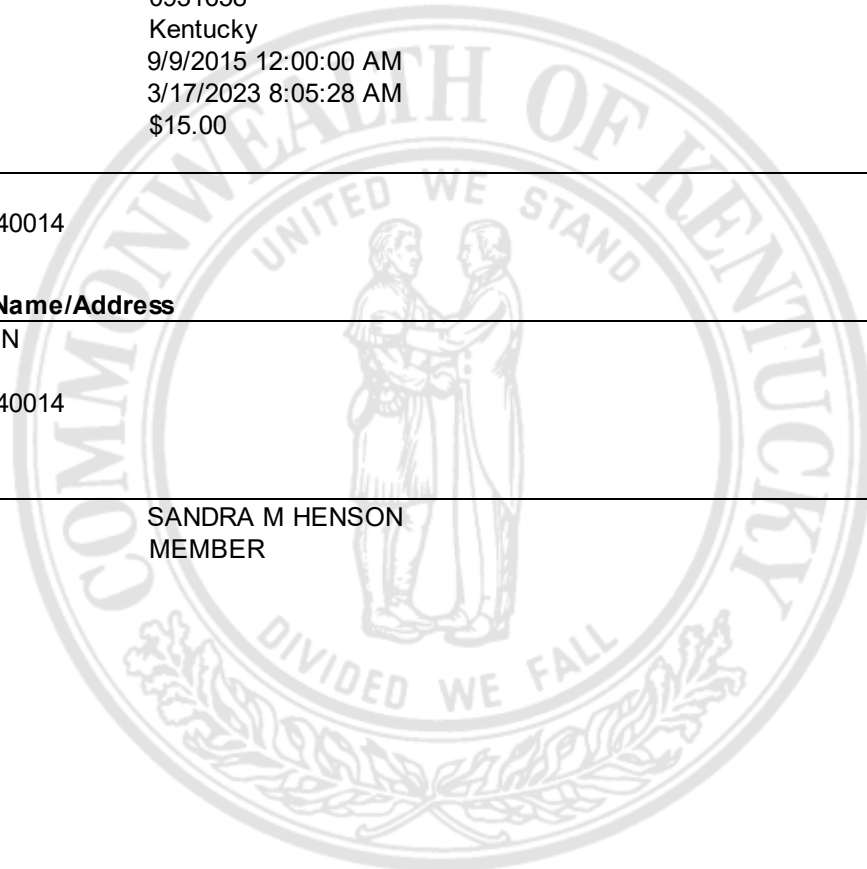 Kentucky
9/9/2015 12:00:00 AM
3/17/2023 8:05:28 AM
$15.00
COMMONWEALTH OF KENTUCKY
UNITED WE STAND
40014
Name/Address
N
40014
SANDRA M HENSON
MEMBER
DIVIDED WE FALL